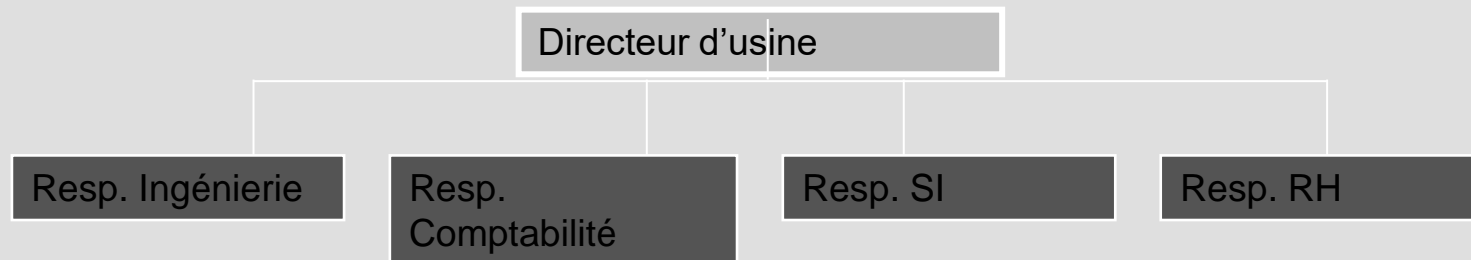 Directeur d’usine
Resp. Ingénierie
Resp.
Comptabilité
Resp. SI
Resp. RH